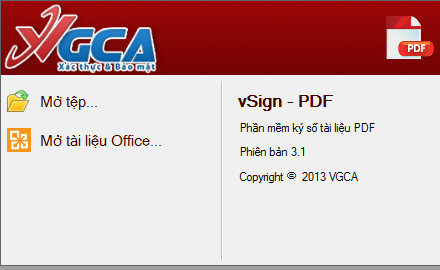 VGCA
Xác thực & Bảo mật
PDF
Mở tệp...
Mở tài liệu Office...
vSign - PDF
Phần mềm ký số tài liệu PDF
Phiên bản 3.1
Copyright © 2013 VGCA